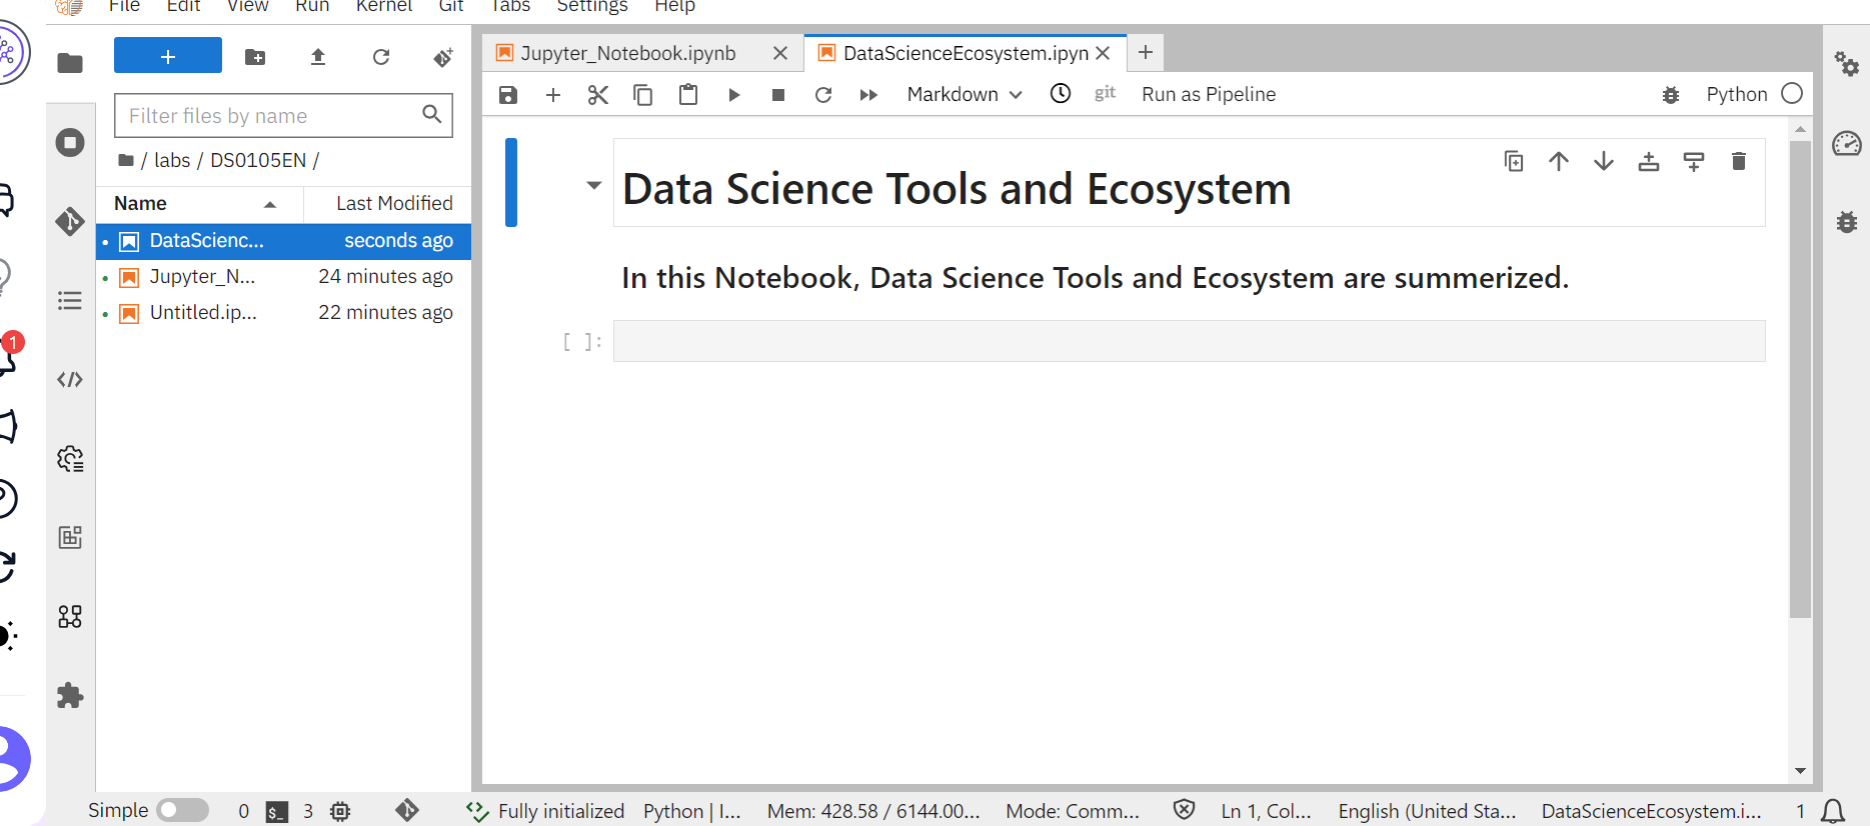 File Edit View Run Kernel Git Tabs Settings Help
Jupyter_Notebook.ipynb
DataScienceEcosystem.ipyn
Markdown
git
Run as Pipeline
Python
Filter files by name
/ labs / DS0105EN /
Name Last Modified
DataScienc... seconds ago
Jupyter_N... 24 minutes ago
Untitled.ip... 22 minutes ago
Data Science Tools and Ecosystem
In this Notebook, Data Science Tools and Ecosystem are summerized.
[ ]:
1
Simple 0 $_ 3 Fully initialized Python | I... Mem: 428.58 / 6144.00... Mode: Comm... Ln 1, Col... English (United Sta... DataScienceEcosystem.i... 1